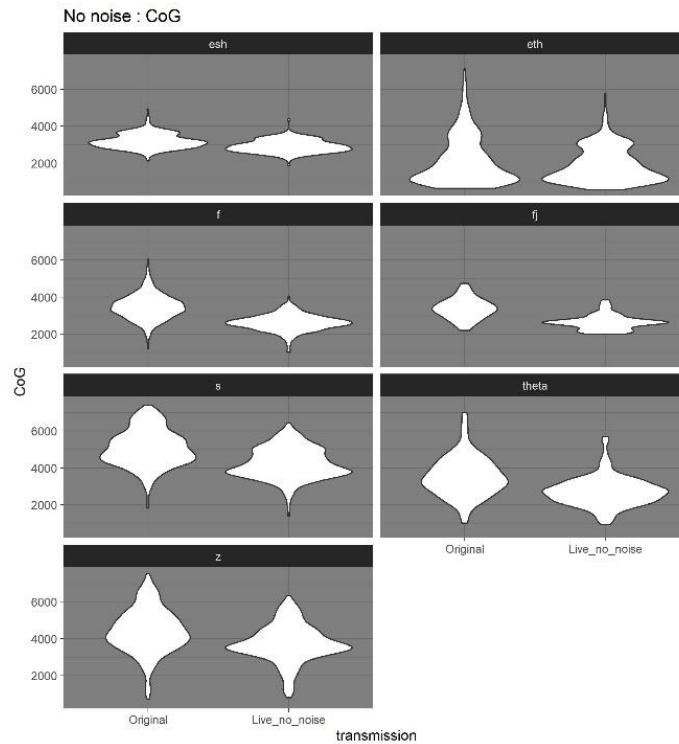 No noise : CoG
esh
eth
6000
4000
2000
f
fj
6000
4000
2000
CoG
s
theta
6000
4000
2000
Original
Live_no_noise
z
6000
4000
2000
Original
Live_no_noise
transmission